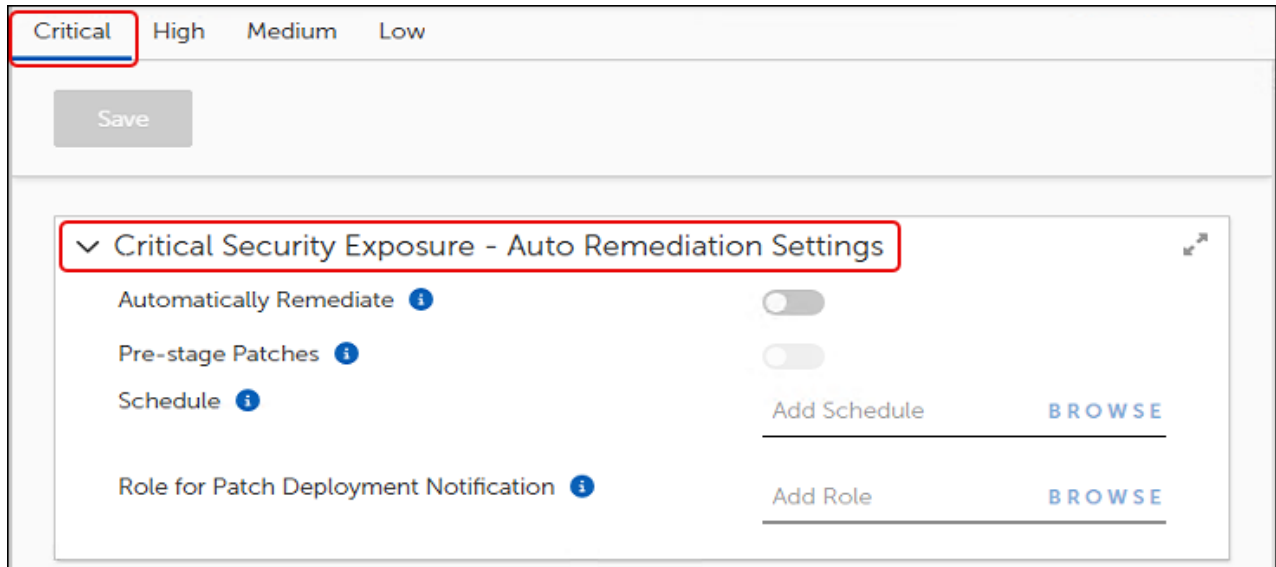 Critical High Medium Low
Save
Critical Security Exposure - Auto Remediation Settings
Automatically Remediate
Pre-stage Patches
Schedule
Add Schedule BROWSE
Role for Patch Deployment Notification
Add Role BROWSE